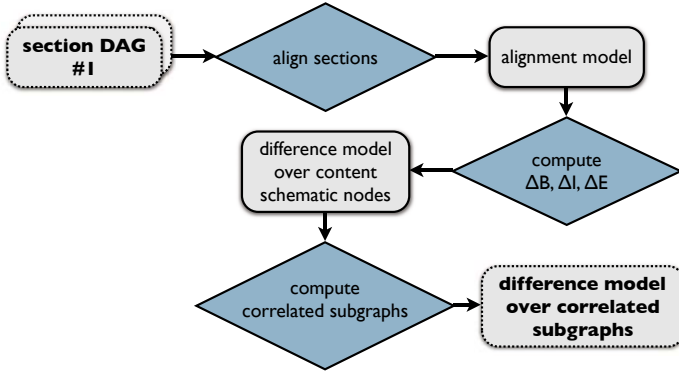 section DAG
#1
align sections
alignment model
difference model
over content
schematic nodes
compute
ΔB, ΔI, ΔE
compute
correlated subgraphs
difference model
over correlated
subgraphs